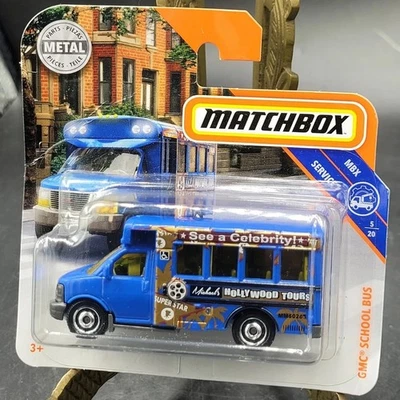 PARTS · PIEZAS
METAL
PIÈCES · TEILE
MATCHBOX
MBX
SERVICE
5
20
GMC® SCHOOL BUS
See a Celebrity!
HOLLYWOOD TOURS
SUPER STAR
3+